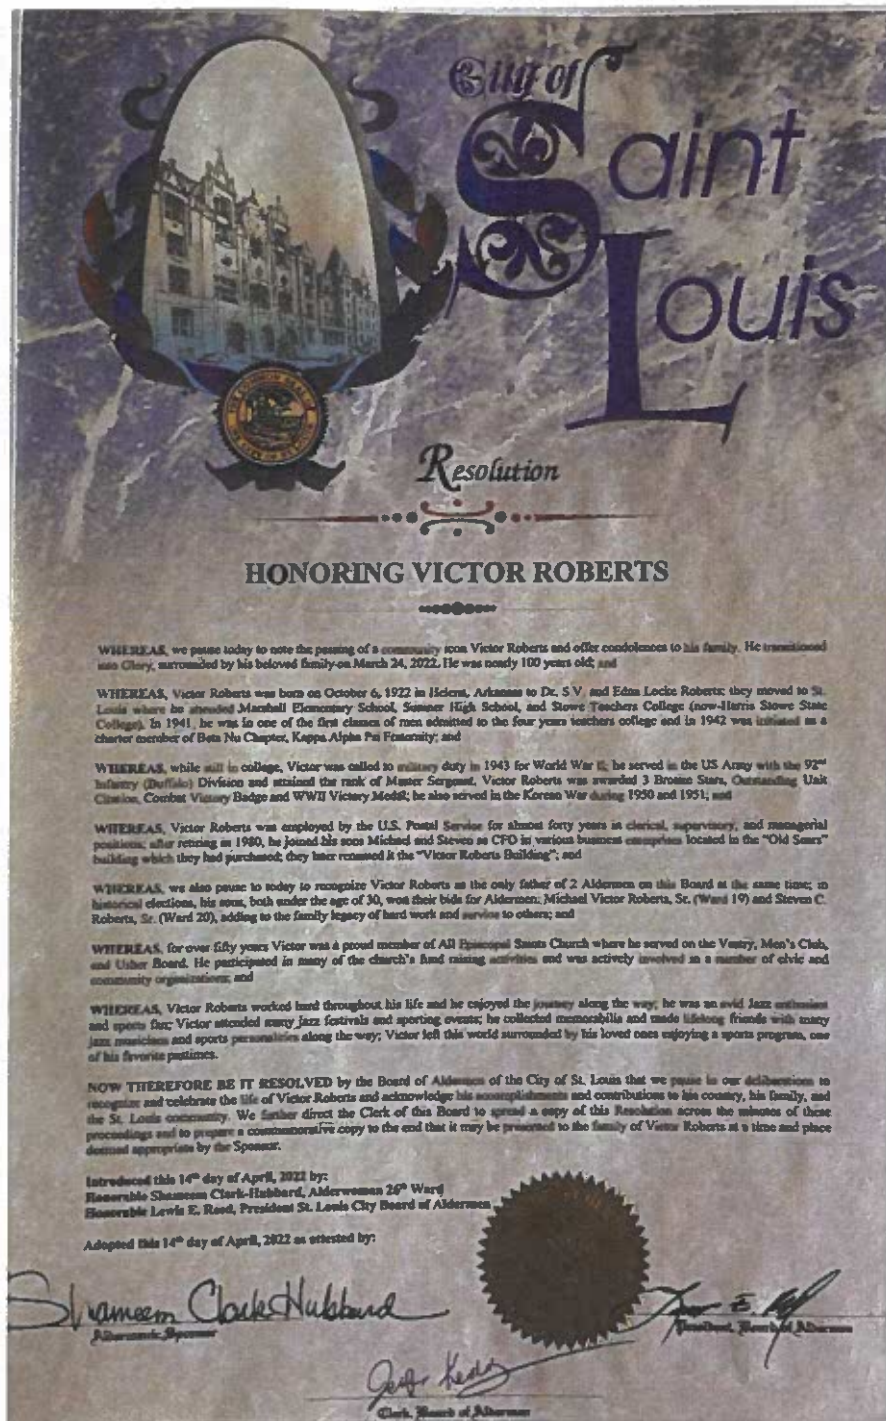 City of
Saint
Louis
THE COMMON SEAL OF
Resolution
HONORING VICTOR ROBERTS
WHEREAS, we pause today to note the passing of a community icon Victor Roberts and offer condolences to his family. He transitioned
into Glory, surrounded by his beloved family on March 24, 2022. He was nearly 100 years old; and
WHEREAS, Victor Roberts was born on October 6, 1922 in Helena, Arkansas to Dr. S.V. and Edna Locke Roberts; they moved to St.
Louis where he attended Marshall Elementary School, Sumner High School, and Stowe Teachers College (now-Harris Stowe State
College). In 1941, he was in one of the first classes of men admitted to the four years teachers college and in 1942 was initiated as a
charter member of Beta Nu Chapter, Kappa Alpha Psi Fraternity; and
WHEREAS, while still in college, Victor was called to military duty in 1943 for World War II; he served in the US Army with the 92nd
Infantry (Buffalo) Division and attained the rank of Master Sergeant. Victor Roberts was awarded 3 Bronze Stars, Outstanding Unit
Citation, Combat Victory Badge and WWII Victory Medal; he also served in the Korean War during 1950 and 1951; and
WHEREAS, Victor Roberts was employed by the U.S. Postal Service for almost forty years in clerical, supervisory, and managerial
positions; after retiring in 1980, he joined his sons Michael and Steven as CFO in various business enterprises located in the "Old Sears"
building which they had purchased; they later renamed it the "Victor Roberts Building"; and
WHEREAS, we also pause to today to recognize Victor Roberts as the only father of 2 Aldermen on this Board at the same time; in
historical elections, his sons, both under the age of 30, won their bids for Aldermen: Michael Victor Roberts, Sr. (Ward 19) and Steven C.
Roberts, Sr. (Ward 20), adding to the family legacy of hard work and service to others; and
WHEREAS, for over fifty years Victor was a proud member of All Episcopal Saints Church where he served on the Vestry, Men's Club,
and Usher Board. He participated in many of the church's fund raising activities and was actively involved in a number of civic and
community organizations; and
WHEREAS, Victor Roberts worked hard throughout his life and he enjoyed the journey along the way; he was an avid Jazz enthusiast
and sports fan; Victor attended many jazz festivals and sporting events; he collected memorabilia and made lifelong friends with many
jazz musicians and sports personalities along the way; Victor left this world surrounded by his loved ones enjoying a sports program, one
of his favorite pastimes.
NOW THEREFORE BE IT RESOLVED by the Board of Aldermen of the City of St. Louis that we pause in our deliberations to
recognize and celebrate the life of Victor Roberts and acknowledge his accomplishments and contributions to his country, his family, and
the St. Louis community. We further direct the Clerk of this Board to spread a copy of this Resolution across the minutes of these
proceedings and to prepare a commemorative copy to the end that it may be presented to the family of Victor Roberts at a time and place
deemed appropriate by the Sponsor.
Introduced this 14th day of April, 2022 by:
Honorable Shameem Clark-Hubbard, Alderwoman 26th Ward
Honorable Lewis E. Reed, President St. Louis City Board of Aldermen
Adopted this 14th day of April, 2022 as attested by:
Shameem Clark Hubbard
Aldermanic Sponsor
President, Board of Aldermen
Clerk, Board of Aldermen